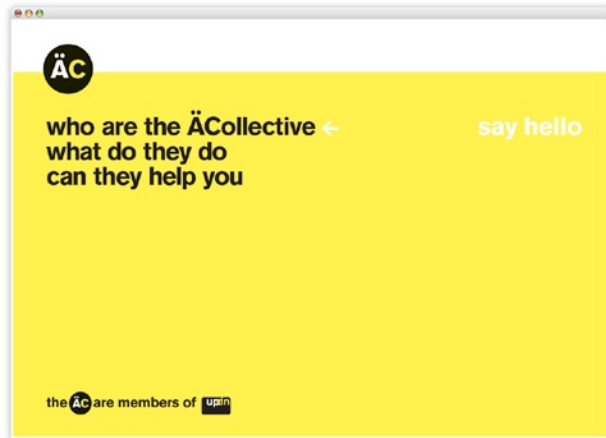 ÄC
who are the ÄCollective ←
say hello
what do they do
can they help you
the ÄC are members of upin